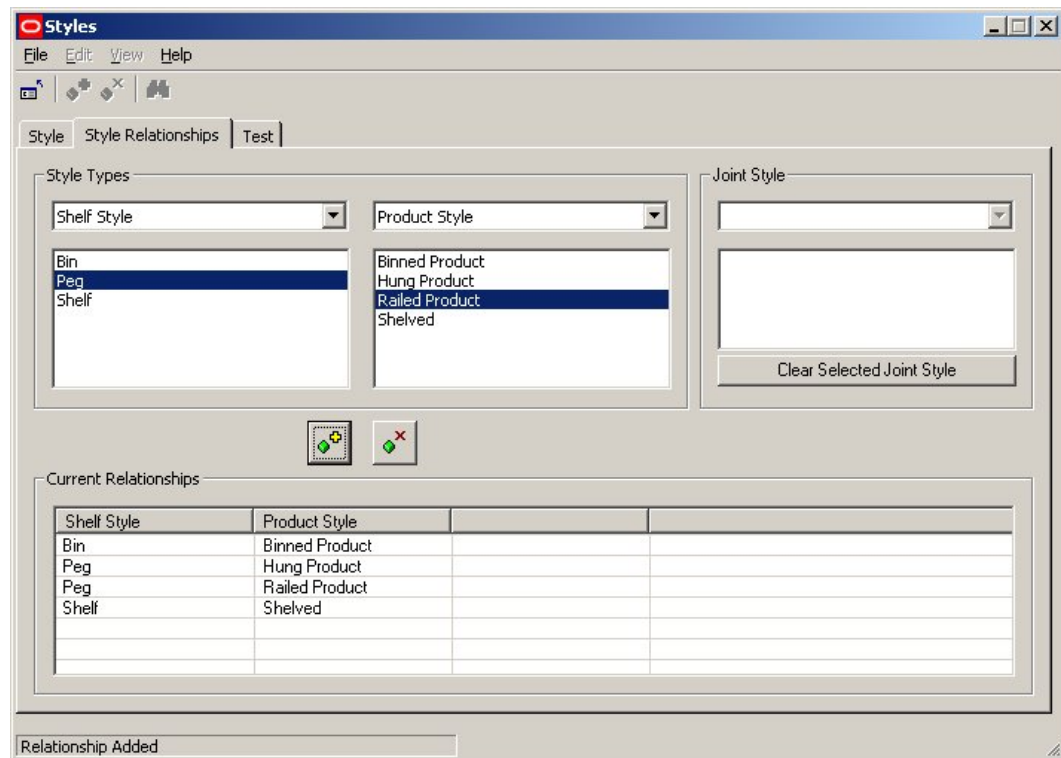 Styles
File Edit View Help
Style Style Relationships Test
Style Types
Joint Style
Shelf Style
Product Style
Bin
Peg
Shelf
Binned Product
Hung Product
Railed Product
Shelved
Clear Selected Joint Style
Current Relationships
Shelf Style Product Style
Bin Binned Product
Peg Hung Product
Peg Railed Product
Shelf Shelved
Relationship Added